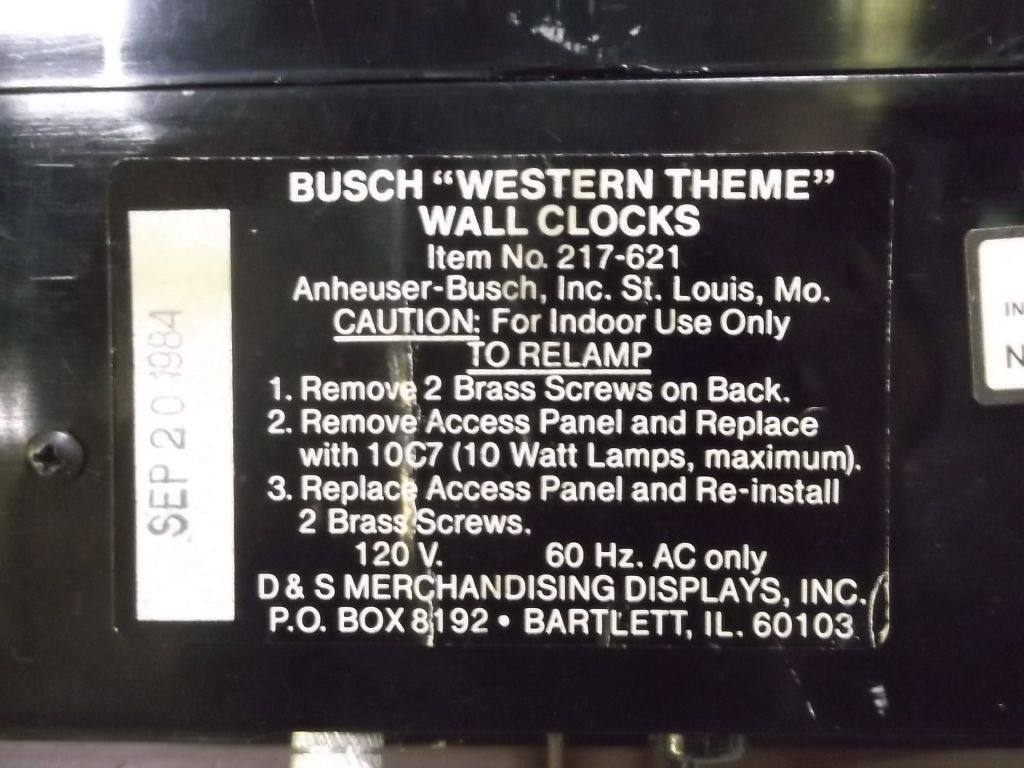 BUSCH “WESTERN THEME”
WALL CLOCKS
Item No. 217-621
Anheuser-Busch, Inc. St. Louis, Mo.
CAUTION: For Indoor Use Only
TO RELAMP
1. Remove 2 Brass Screws on Back.
2. Remove Access Panel and Replace
with 10C7 (10 Watt Lamps, maximum).
3. Replace Access Panel and Re-install
2 Brass Screws.
120 V. 60 Hz. AC only
D & S MERCHANDISING DISPLAYS, INC.
P.O. BOX 8192 • BARTLETT, IL. 60103
SEP 20 1984